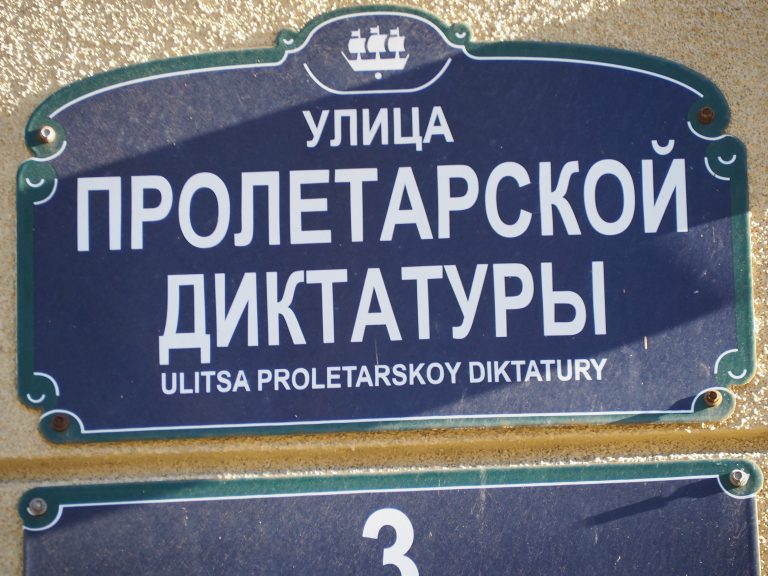 УЛИЦА
ПРОЛЕТАРСКОЙ
ДИКТАТУРЫ
ULITSA PROLETARSKOY DIKTATURY
3